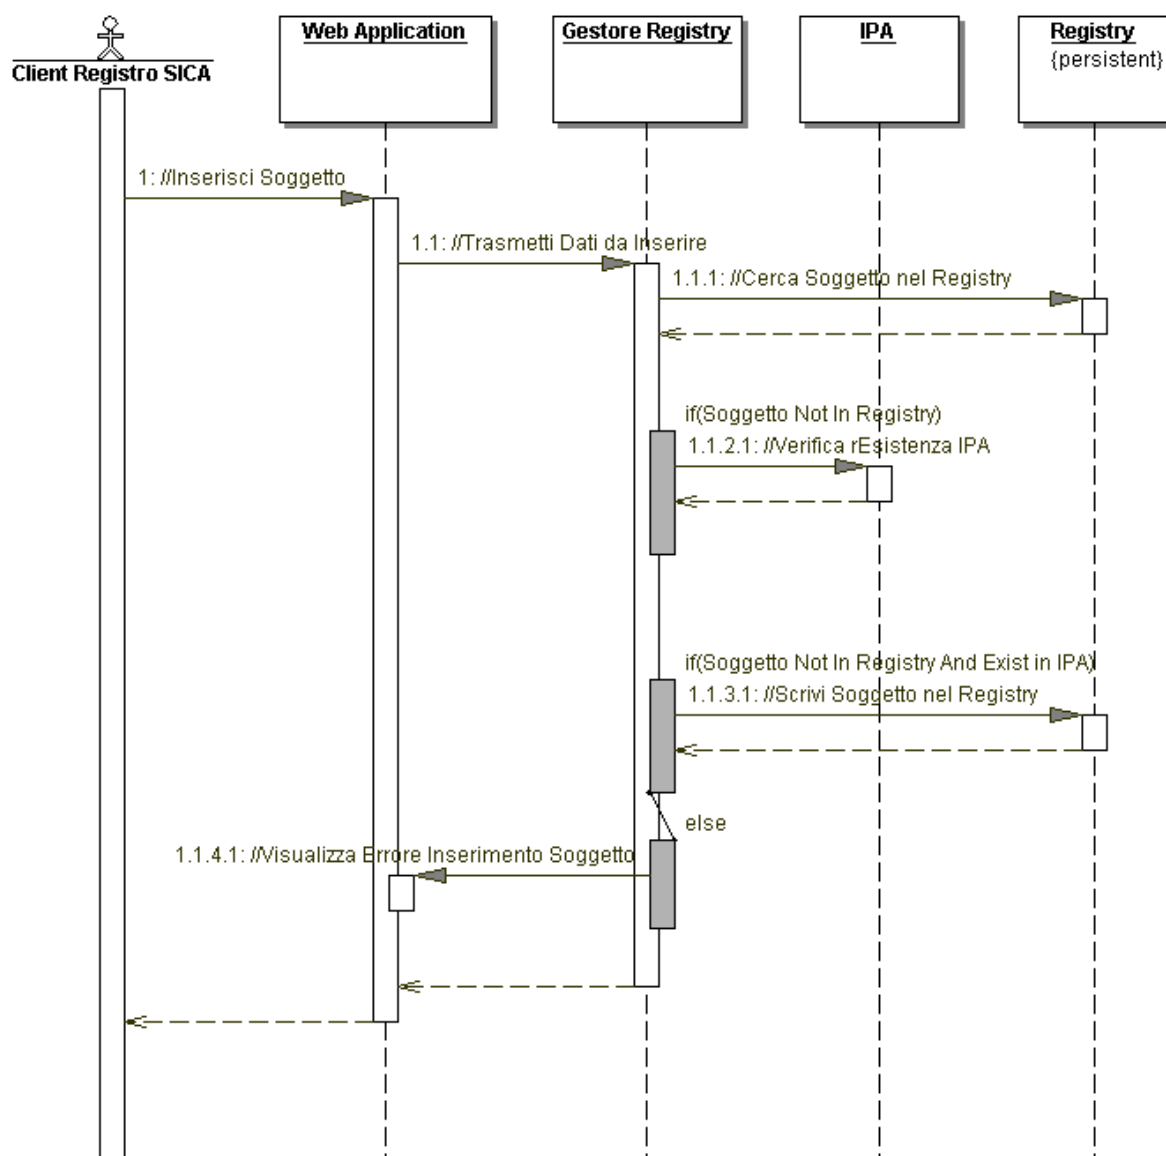 Client Registro SICA
Web Application
Gestore Registry
IPA
Registry
{persistent}
1: //Inserisci Soggetto
1.1: //Trasmetti Dati da Inserire
1.1.1: //Cerca Soggetto nel Registry
if(Soggetto Not In Registry)
1.1.2.1: //Verifica rEsistenza IPA
if(Soggetto Not In Registry And Exist in IPA)
1.1.3.1: //Scrivi Soggetto nel Registry
else
1.1.4.1: //Visualizza Errore Inserimento Soggetto